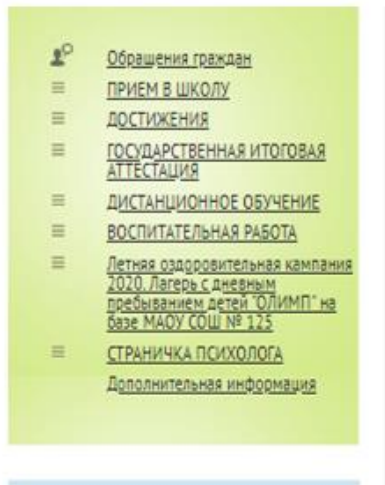 Обращения граждан
ПРИЕМ В ШКОЛУ
ДОСТИЖЕНИЯ
ГОСУДАРСТВЕННАЯ ИТОГОВАЯ
АТТЕСТАЦИЯ
ДИСТАНЦИОННОЕ ОБУЧЕНИЕ
ВОСПИТАТЕЛЬНАЯ РАБОТА
Летняя оздоровительная кампания
2020. Лагерь с дневным
пребыванием детей "ОЛИМП" на
базе МАОУ СОШ № 125
СТРАНИЧКА ПСИХОЛОГА
Дополнительная информация